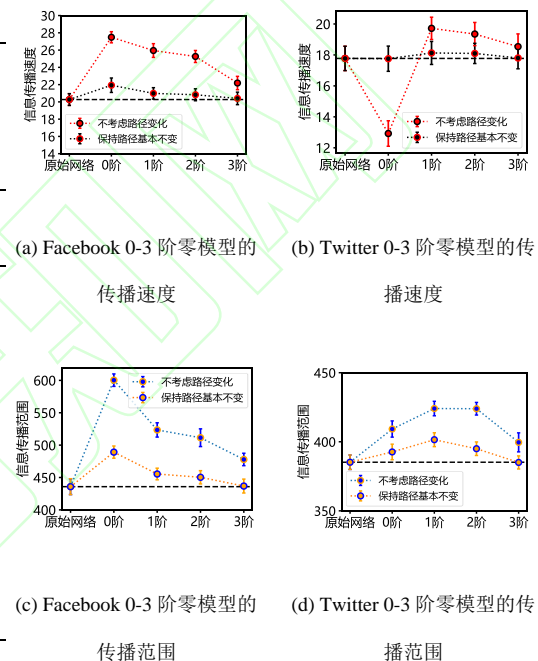 30
28
26
24
22
20
18
16
14
信息传播速度
不考虑路径变化
保持路径基本不变
原始网络 0阶 1阶 2阶 3阶
20
18
16
14
12
信息传播速度
不考虑路径变化
保持路径基本不变
原始网络 0阶 1阶 2阶 3阶
(a) Facebook 0-3 阶零模型的
传播速度
(b) Twitter 0-3 阶零模型的传
播速度
600
550
500
450
400
信息传播范围
不考虑路径变化
保持路径基本不变
原始网络 0阶 1阶 2阶 3阶
450
400
350
信息传播范围
不考虑路径变化
保持路径基本不变
原始网络 0阶 1阶 2阶 3阶
(c) Facebook 0-3 阶零模型的
传播范围
(d) Twitter 0-3 阶零模型的传
播范围